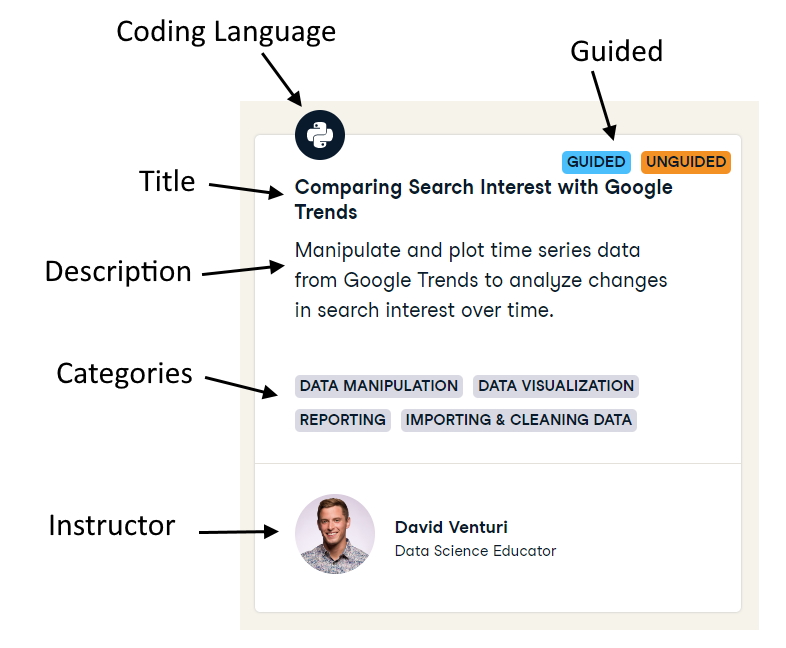 Coding Language
Guided
GUIDED UNGUIDED
Title
Comparing Search Interest with Google
Trends
Description
Manipulate and plot time series data
from Google Trends to analyze changes
in search interest over time.
Categories
DATA MANIPULATION DATA VISUALIZATION
REPORTING IMPORTING & CLEANING DATA
Instructor
David Venturi
Data Science Educator